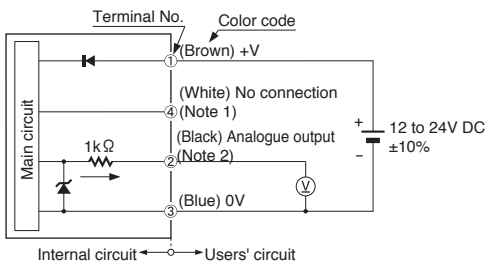 Terminal No.
Color code
(Brown) +V
1
(White) No connection
4 (Note 1)
Main circuit
+ 12 to 24V DC
±10%
−
1kΩ
(Black) Analogue output
2 (Note 2)
V
3 (Blue) 0V
Internal circuit
Users' circuit